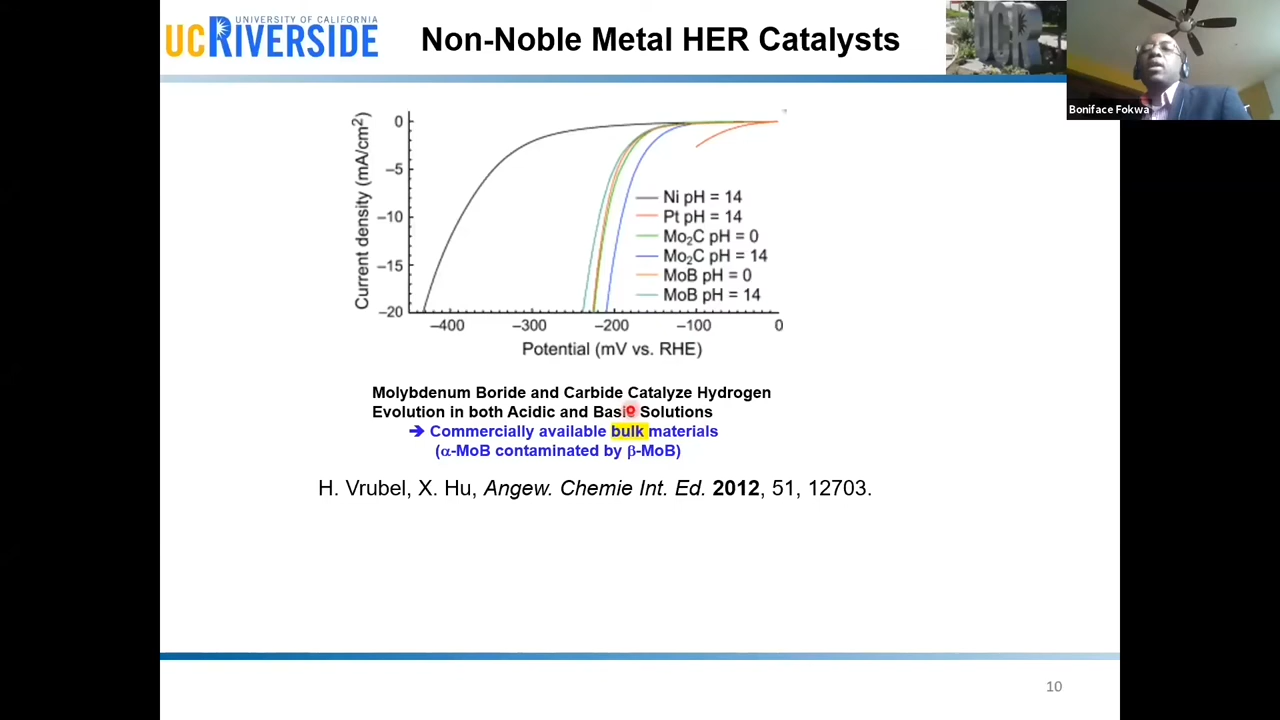 UNIVERSITY OF CALIFORNIA
UCRIVERSIDE
Non-Noble Metal HER Catalysts
UCR
Boniface Fokwa
Current density (mA/cm²)
0
−5
−10
−15
−20
Ni pH = 14
Pt pH = 14
Mo₂C pH = 0
Mo₂C pH = 14
MoB pH = 0
MoB pH = 14
−400
−300
−200
−100
0
Potential (mV vs. RHE)
Molybdenum Boride and Carbide Catalyze Hydrogen
Evolution in both Acidic and Basic Solutions
➔ Commercially available bulk materials
(α-MoB contaminated by β-MoB)
H. Vrubel, X. Hu, Angew. Chemie Int. Ed. 2012, 51, 12703.
10